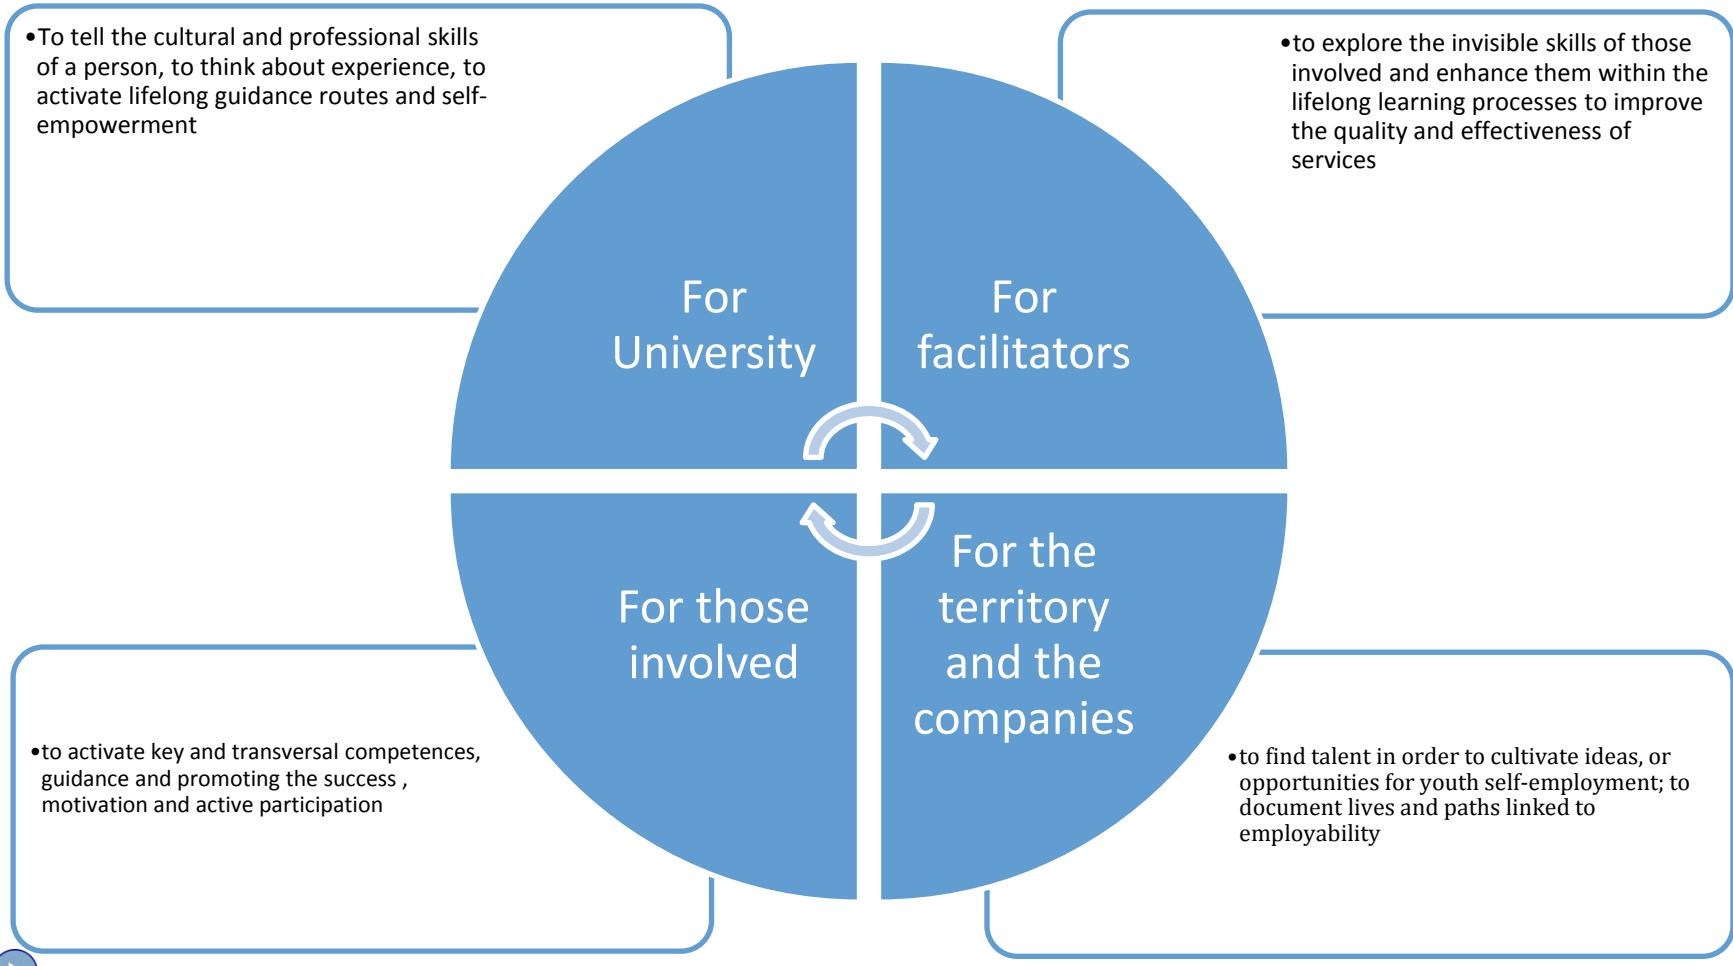 •To tell the cultural and professional skills
of a person, to think about experience, to
activate lifelong guidance routes and self-
empowerment
•to explore the invisible skills of those
involved and enhance them within the
lifelong learning processes to improve
the quality and effectiveness of
services
For
University
For
facilitators
For those
involved
For the
territory
and the
companies
•to activate key and transversal competences,
guidance and promoting the success ,
motivation and active participation
•to find talent in order to cultivate ideas, or
opportunities for youth self-employment; to
document lives and paths linked to
employability